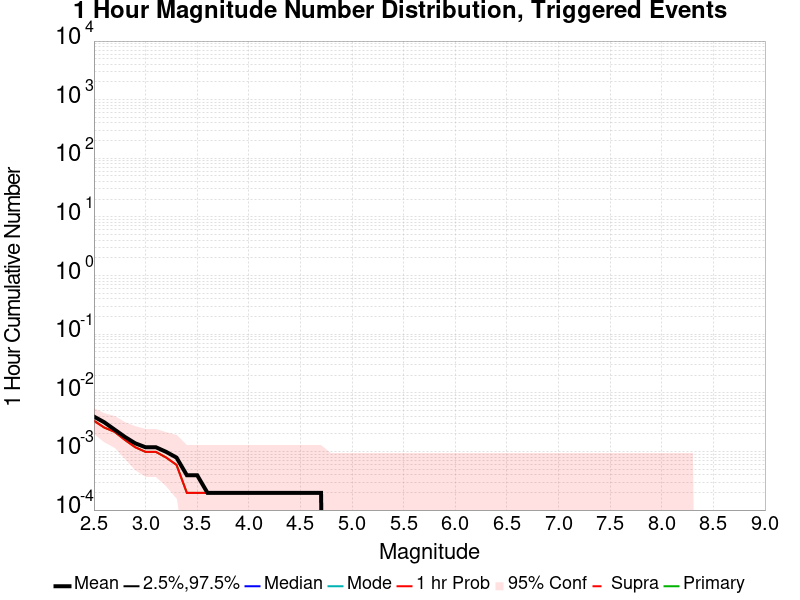 1 Hour Magnitude Number Distribution, Triggered Events
1 Hour Cumulative Number
10 4
10 3
10 2
10 1
10 0
10 -1
10 -2
10 -3
10 -4
2.5 3.0 3.5 4.0 4.5 5.0 5.5 6.0 6.5 7.0 7.5 8.0 8.5 9.0
Magnitude
Mean 2.5%,97.5% Median Mode 1 hr Prob 95% Conf Supra Primary